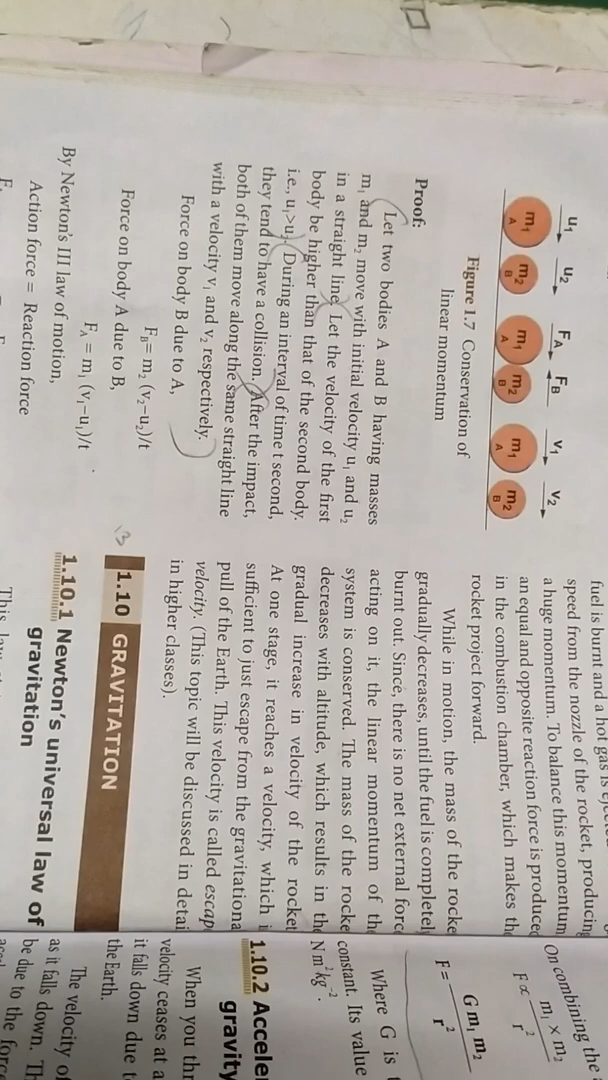 u₁ u₂ F_A F_B v₁ v₂
m₁ m₂ m₁ m₂ m₁ m₂
A B A B A B
Figure 1.7 Conservation of
linear momentum
Proof:
Let two bodies A and B having masses
m₁ and m₂ move with initial velocity u₁ and u₂
in a straight line. Let the velocity of the first
body be higher than that of the second body.
i.e., u₁>u₂. During an interval of time t second,
they tend to have a collision. After the impact,
both of them move along the same straight line
with a velocity v₁ and v₂ respectively.
Force on body B due to A,
F_B= m₂ (v₂–u₂)/t
Force on body A due to B,
F_A = m₁ (v₁–u₁)/t
By Newton's III law of motion,
Action force = Reaction force
fuel is burnt and a hot gas is
speed from the nozzle of the rocket, producing
a huge momentum. To balance this momentum,
an equal and opposite reaction force is produced
in the combustion chamber, which makes the
rocket project forward.
While in motion, the mass of the rocke
gradually decreases, until the fuel is completely
burnt out. Since, there is no net external force
acting on it, the linear momentum of the
system is conserved. The mass of the rocke
decreases with altitude, which results in the
gradual increase in velocity of the rocket
At one stage, it reaches a velocity, which i
sufficient to just escape from the gravitationa
pull of the Earth. This velocity is called escap
velocity. (This topic will be discussed in detai
in higher classes).
13
1.10 GRAVITATION
1.10.1 Newton's universal law of
gravitation
This law
On combining the
F ∝ m₁ × m₂ / r²
F = G m₁ m₂ / r²
Where G is
constant. Its value
N m² kg⁻².
1.10.2 Accele
gravity
When you thr
velocity ceases at a
it falls down due t
the Earth.
The velocity of
as it falls down. Th
be due to the force